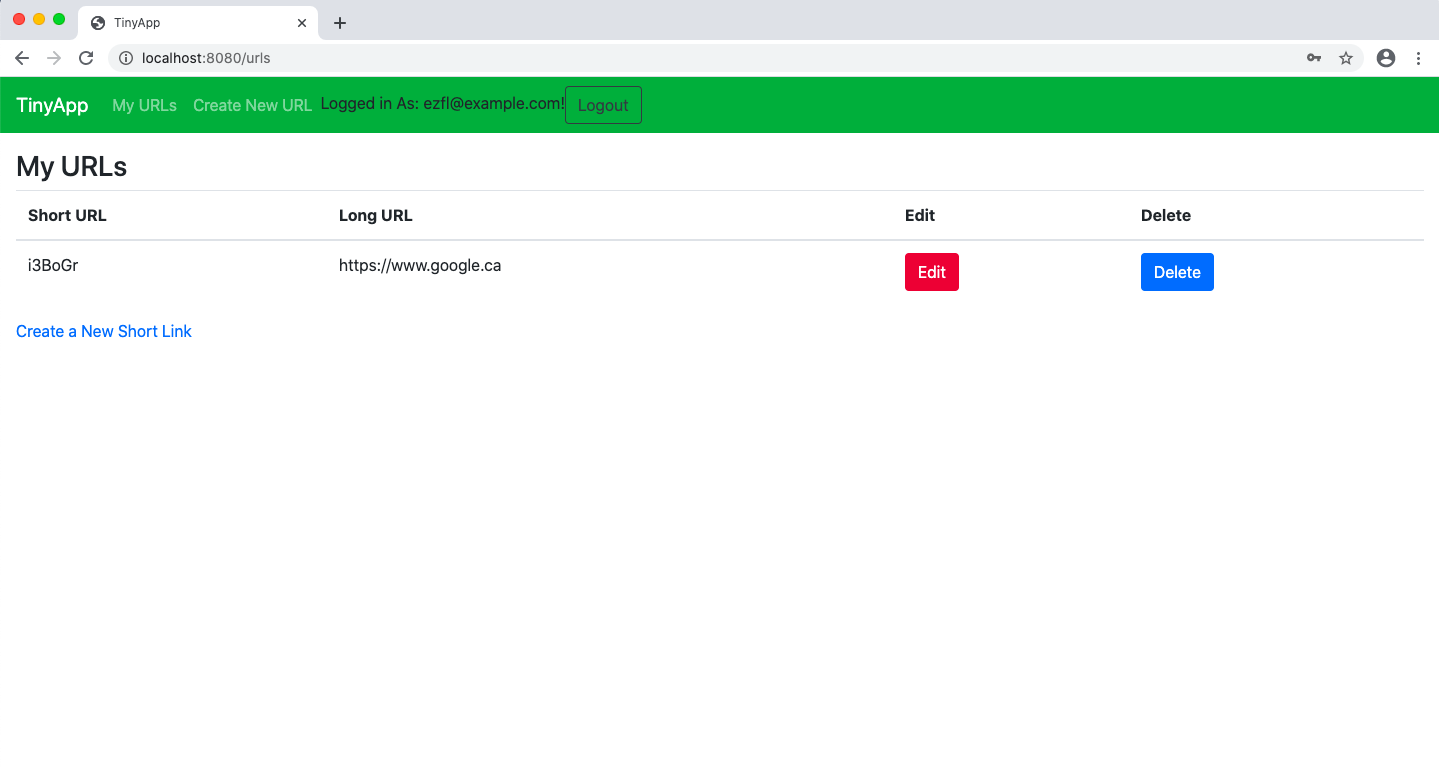 TinyApp
localhost:8080/urls
TinyApp My URLs Create New URL Logged in As: ezfl@example.com! Logout
My URLs
Short URL Long URL Edit Delete
i3BoGr https://www.google.ca Edit Delete
Create a New Short Link